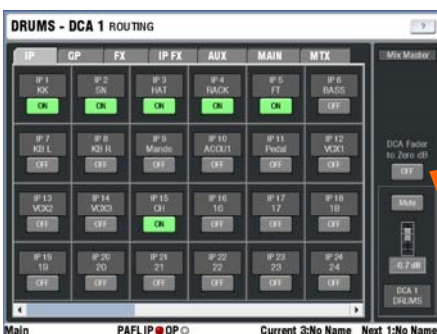 DRUMS - DCA 1 ROUTING ?
IP GP FX IP FX AUX MAIN MTX
Mix Master
IP 1 IP 2 IP 3 IP 4 IP 5 IP 6
KK SN HAT RACK FT BASS
ON ON ON ON ON OFF
IP 7 IP 8 IP 9 IP 10 IP 11 IP 12
KB L KB R Mando ACOU1 Pedal VOX1
OFF OFF OFF OFF OFF OFF
DCA Fader
to Zero dB
OFF
IP 13 IP 14 IP 15 IP 16 IP 17 IP 18
VOX2 VOX3 OH 16 17 18
OFF OFF ON OFF OFF OFF
Mute
IP 19 IP 20 IP 21 IP 22 IP 23 IP 24
19 20 21 22 23 24
OFF OFF OFF OFF OFF OFF
-0.7 dB
DCA 1
DRUMS
Main PAFL IP OP Current 3:No Name Next 1:No Name